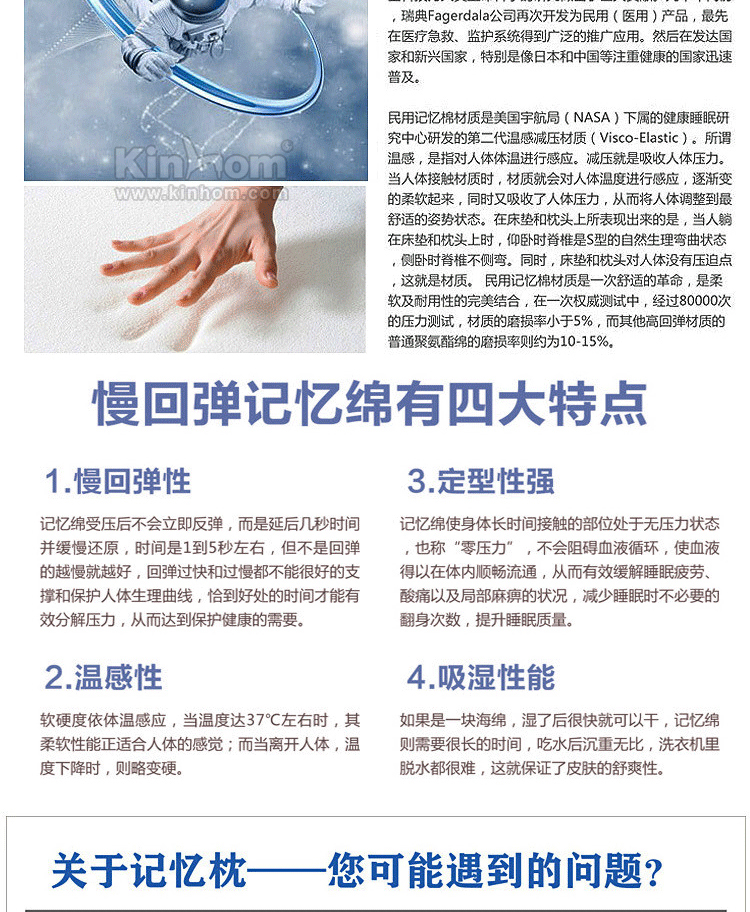 ，瑞典Fagerdala公司再次开发为民用（医用）产品，最先
在医疗急救、监护系统得到广泛的推广应用。然后在发达国
家和新兴国家，特别是像日本和中国等注重健康的国家迅速
普及。
民用记忆棉材质是美国宇航局（NASA）下属的健康睡眠研
究中心研发的第二代温感减压材质（Visco-Elastic）。所谓
温感，是指对人体体温进行感应。减压就是吸收人体压力。
当人体接触材质时，材质就会对人体温度进行感应，逐渐变
的柔软起来，同时又吸收了人体压力，从而将人体调整到最
舒适的姿势状态。在床垫和枕头上所表现出来的是，当人躺
在床垫和枕头上时，仰卧时脊椎是S型的自然生理弯曲状态
，侧卧时脊椎不侧弯。同时，床垫和枕头对人体没有压迫点
，这就是材质。 民用记忆棉材质是一次舒适的革命，是柔
软及耐用性的完美结合，在一次权威测试中，经过80000次
的压力测试，材质的磨损率小于5%，而其他高回弹材质的
普通聚氨酯绵的磨损率则约为10-15%。
Kinhom®
www.kinhom.com
慢回弹记忆绵有四大特点
1.慢回弹性
记忆绵受压后不会立即反弹，而是延后几秒时间
并缓慢还原，时间是1到5秒左右，但不是回弹
的越慢就越好，回弹过快和过慢都不能很好的支
撑和保护人体生理曲线，恰到好处的时间才能有
效分解压力，从而达到保护健康的需要。
2.温感性
软硬度依体温感应，当温度达37℃左右时，其
柔软性能正适合人体的感觉；而当离开人体，温
度下降时，则略变硬。
3.定型性强
记忆绵使身体长时间接触的部位处于无压力状态
，也称“零压力”，不会阻碍血液循环，使血液
得以在体内顺畅流通，从而有效缓解睡眠疲劳、
酸痛以及局部麻痹的状况，减少睡眠时不必要的
翻身次数，提升睡眠质量。
4.吸湿性能
如果是一块海绵，湿了后很快就可以干，记忆绵
则需要很长的时间，吃水后沉重无比，洗衣机里
脱水都很难，这就保证了皮肤的舒爽性。
关于记忆枕——您可能遇到的问题?